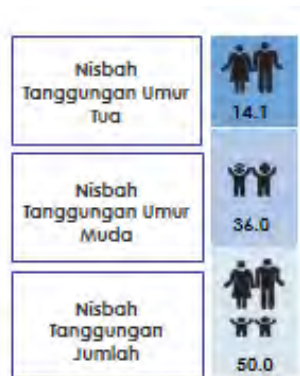 Nisbah
Tanggungan Umur
Tua
14.1
Nisbah
Tanggungan Umur
Muda
36.0
Nisbah
Tanggungan
Jumlah
50.0